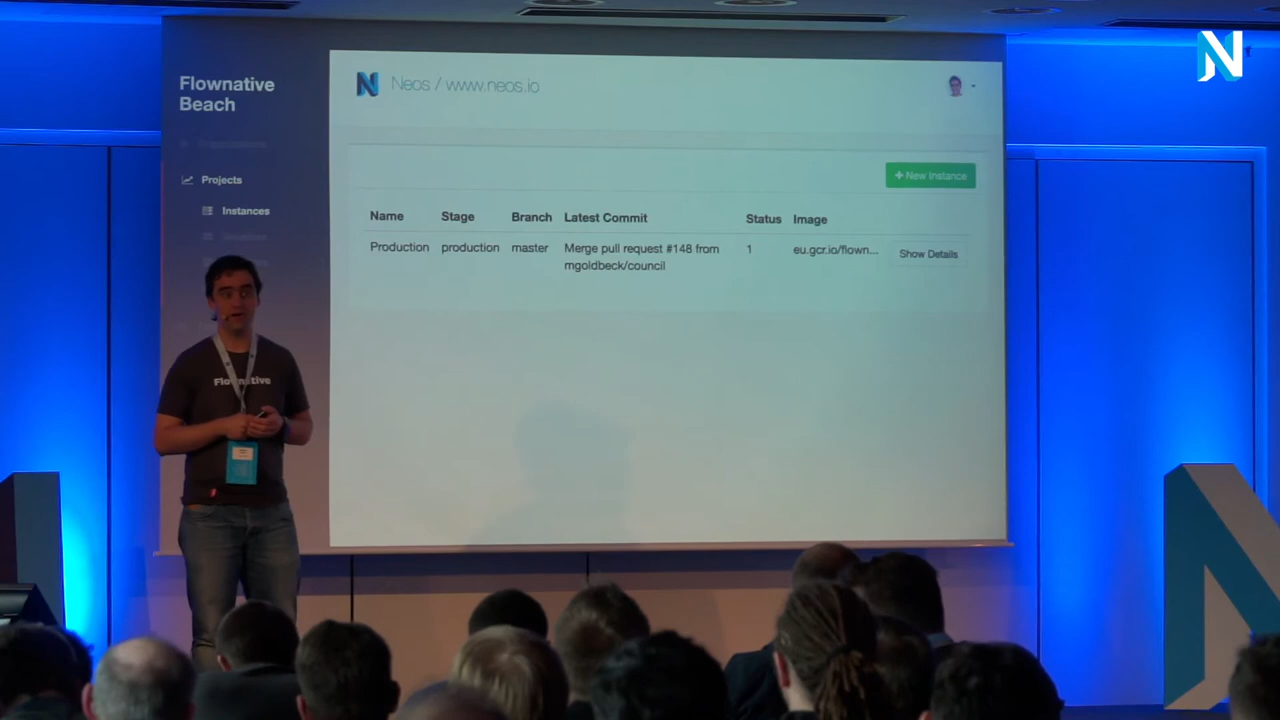 Flownative
Beach
Projects
Instances
N Neos / www.neos.io
+ New Instance
Name Stage Branch Latest Commit Status Image
Production production master Merge pull request #148 from 1 eu.gcr.io/flown... Show Details
mgoldbeck/council
Flownative
N
N